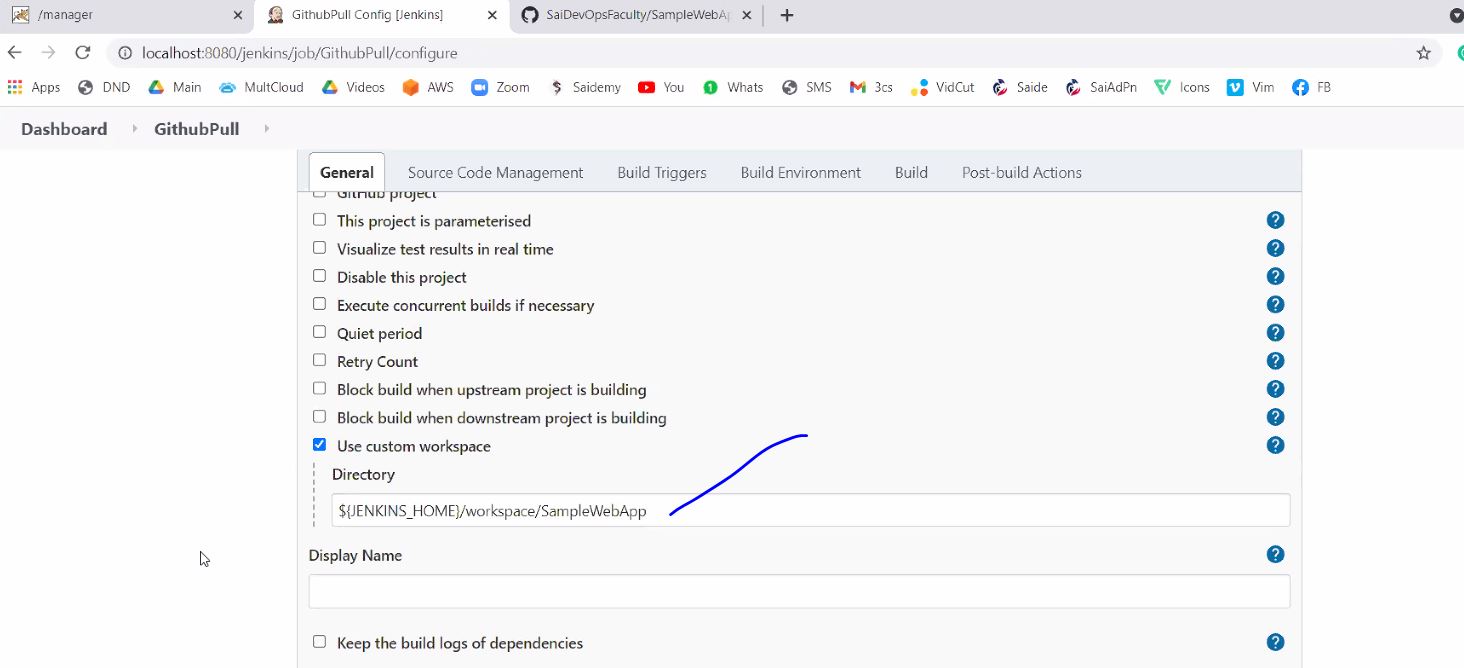 /manager
GithubPull Config [Jenkins]
SaiDevOpsFaculty/SampleWebAp
localhost:8080/jenkins/job/GithubPull/configure
Apps DND Main MultCloud Videos AWS Zoom Saidemy You Whats SMS 3cs VidCut Saide SaiAdPn Icons Vim FB
Dashboard GithubPull
General Source Code Management Build Triggers Build Environment Build Post-build Actions
GitHub project
This project is parameterised
Visualize test results in real time
Disable this project
Execute concurrent builds if necessary
Quiet period
Retry Count
Block build when upstream project is building
Block build when downstream project is building
Use custom workspace
Directory
${JENKINS_HOME}/workspace/SampleWebApp
Display Name
Keep the build logs of dependencies